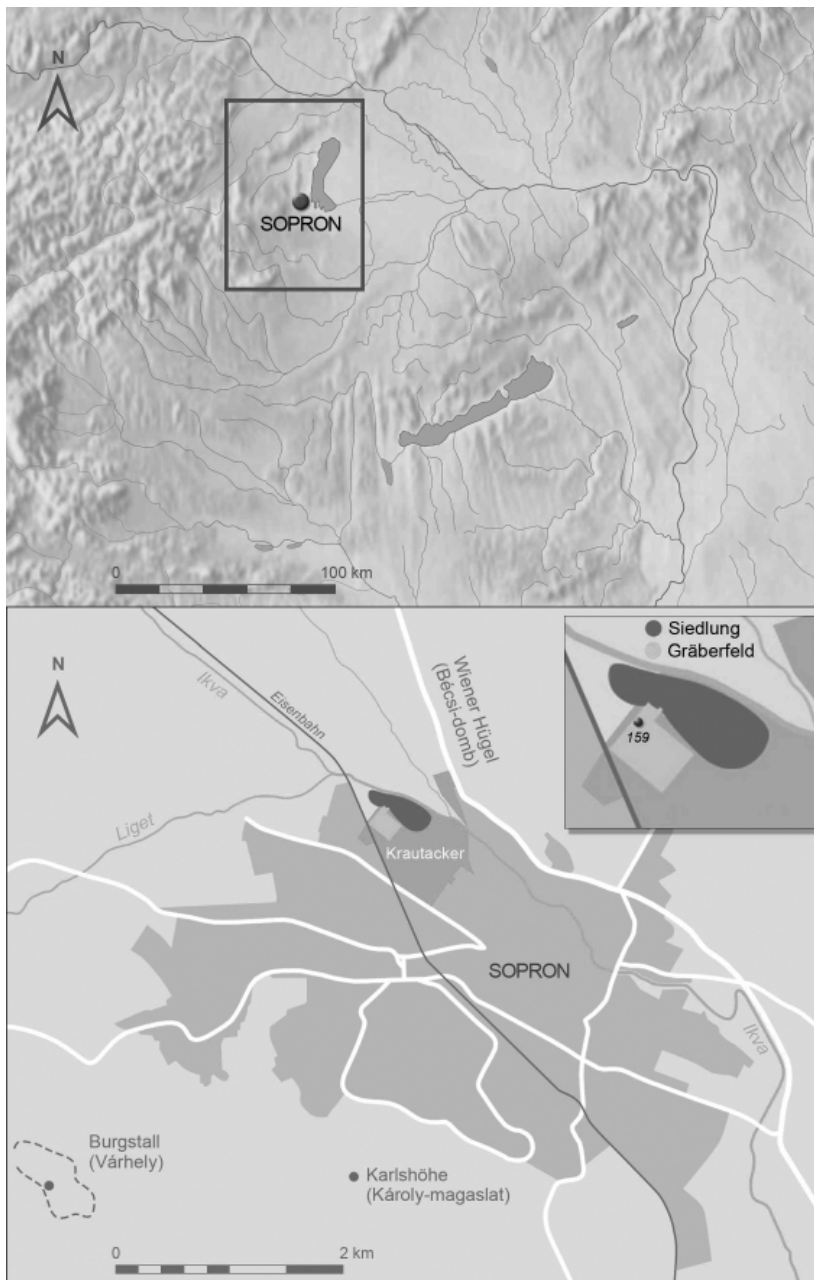 N
SOPRON
0 100 km
N
Ikva
Eisenbahn
Wiener Hügel
(Bécsi-domb)
Siedlung
Gräberfeld
159
Liget
Krautacker
SOPRON
Ikva
Burgstall
(Várhely)
Karlshöhe
(Károly-magaslat)
0 2 km